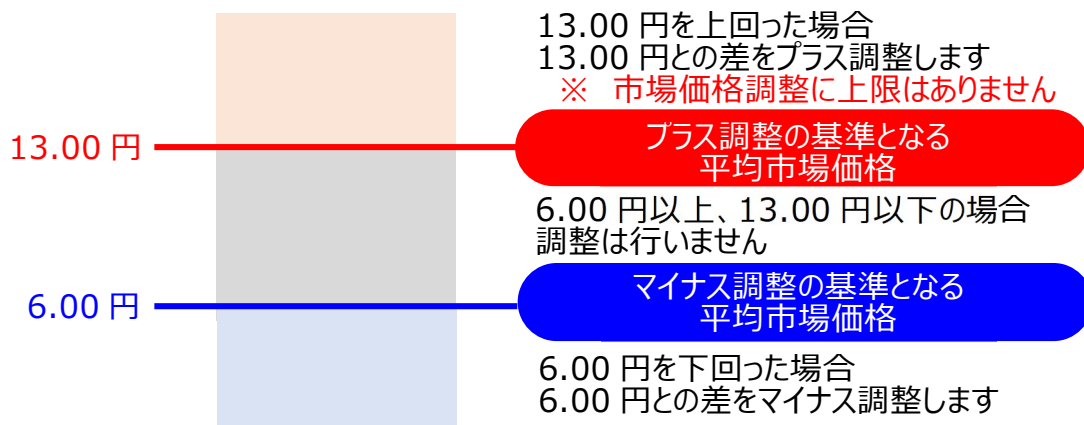 13.00 円を上回った場合
13.00 円との差をプラス調整します
※ 市場価格調整に上限はありません
13.00 円
プラス調整の基準となる
平均市場価格
6.00 円以上、13.00 円以下の場合
調整は行いません
6.00 円
マイナス調整の基準となる
平均市場価格
6.00 円を下回った場合
6.00 円との差をマイナス調整します